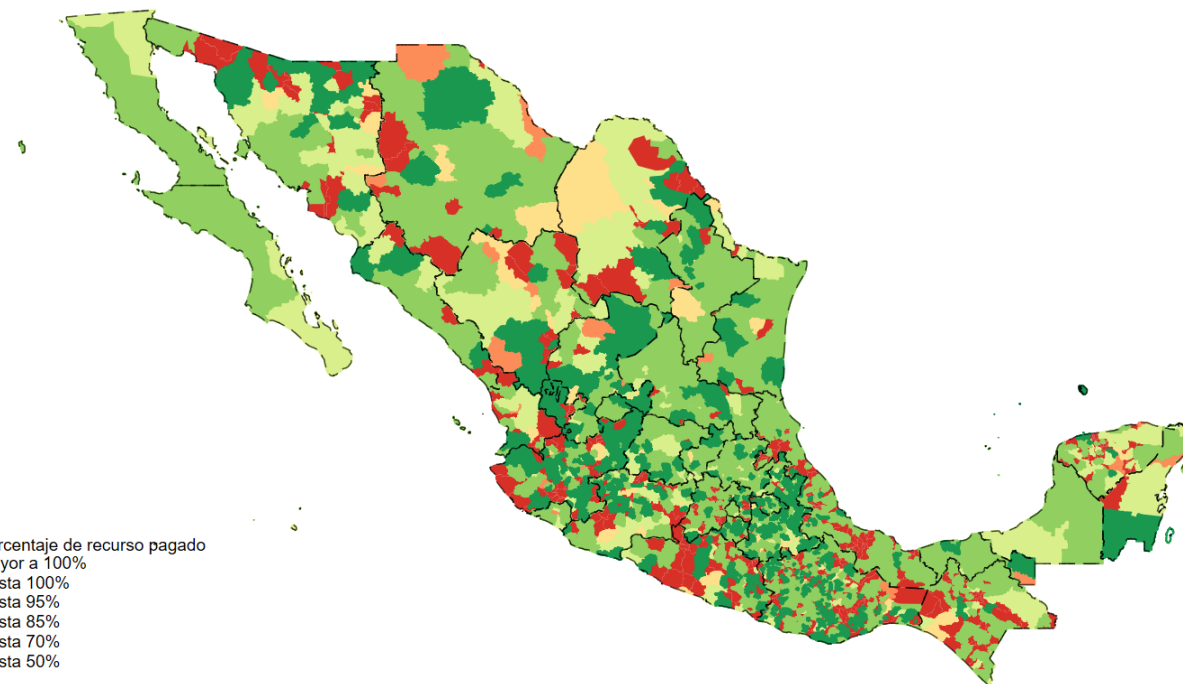 rcentaje de recurso pagado
yor a 100%
sta 100%
sta 95%
sta 85%
sta 70%
sta 50%